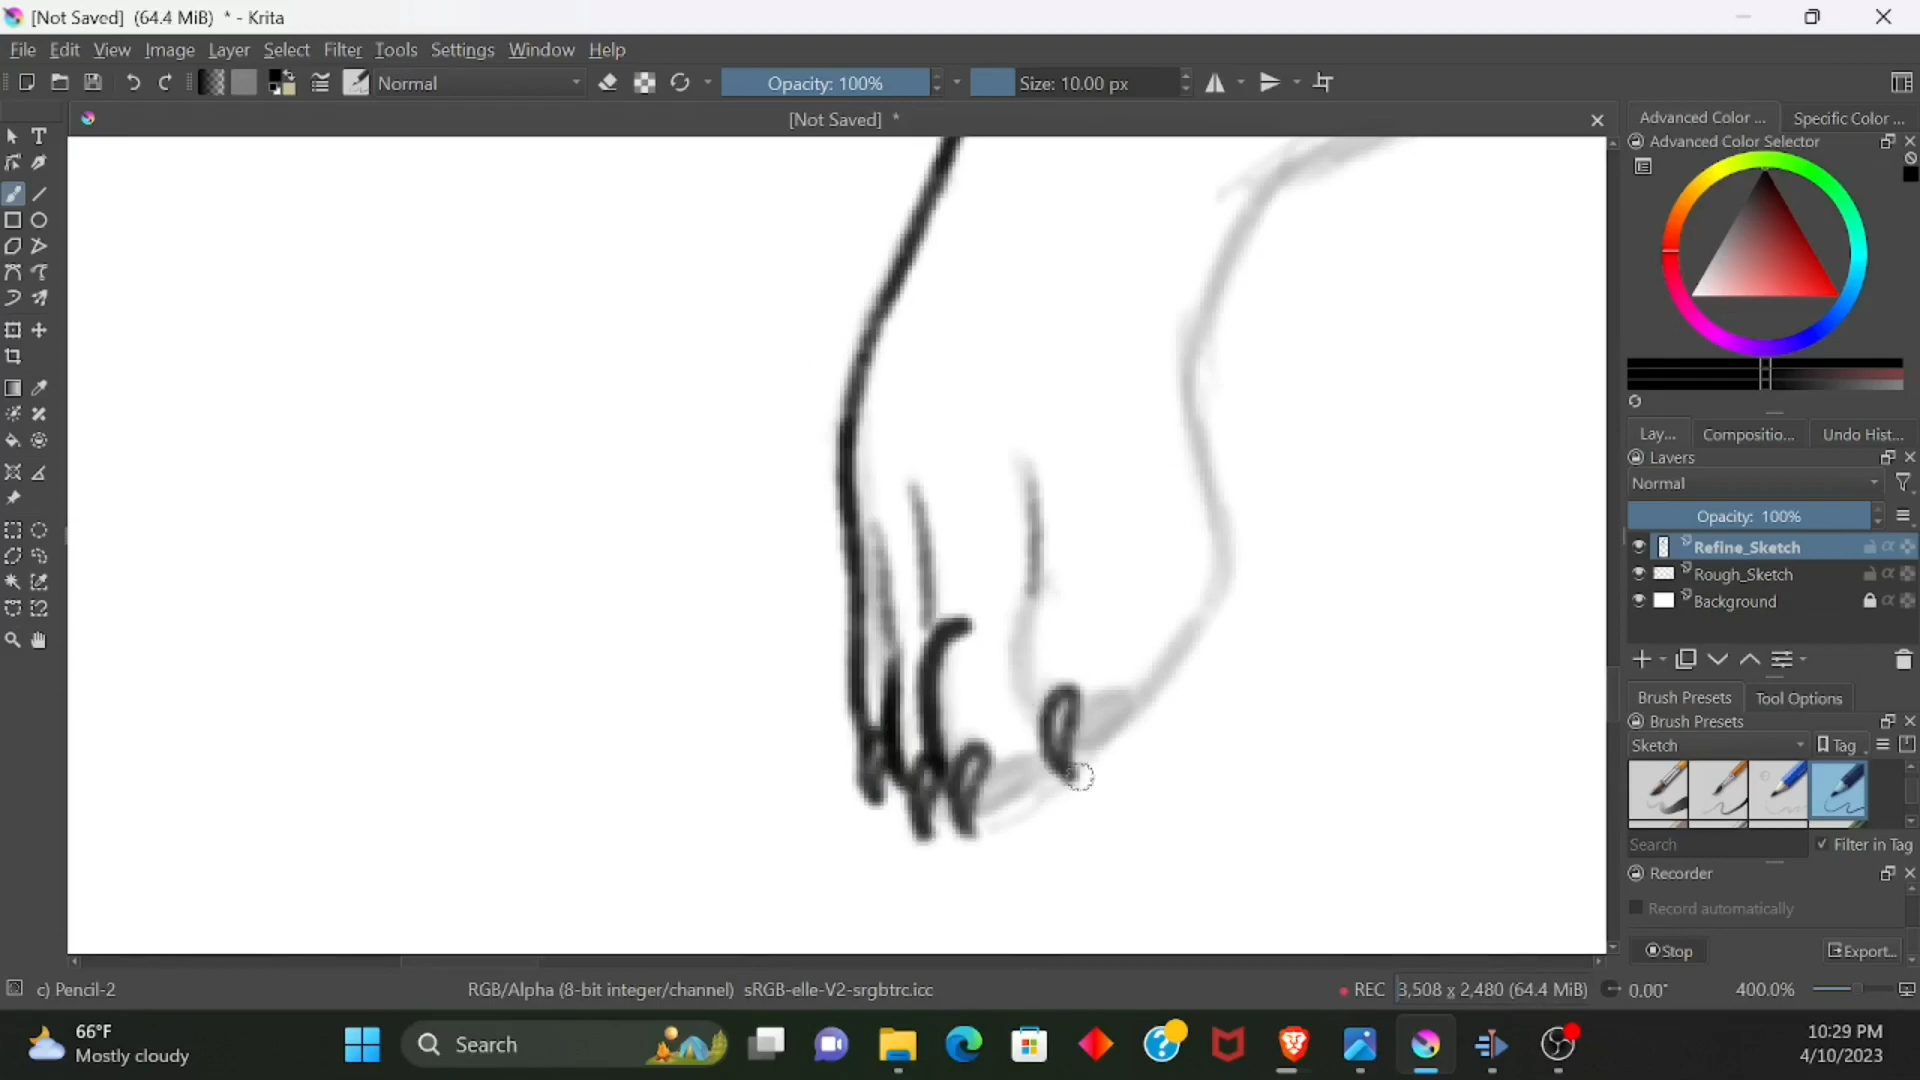 [Not Saved] (64.4 MiB) * - Krita
File Edit View Image Layer Select Filter Tools Settings Window Help
Normal Opacity: 100% Size: 10.00 px
[Not Saved] *
Advanced Color ... Specific Color ...
Advanced Color Selector
Lay... Compositio... Undo Hist...
Layers
Normal
Opacity: 100%
Refine_Sketch
Rough_Sketch
Background
Brush Presets Tool Options
Brush Presets
Sketch Tag
Search Filter in Tag
Recorder
Record automatically
Stop Export...
c) Pencil-2 RGB/Alpha (8-bit integer/channel) sRGB-elle-V2-srgbtrc.icc REC 3,508 x 2,480 (64.4 MiB) 0.00° 400.0%
66°F
Mostly cloudy
Search
10:29 PM
4/10/2023